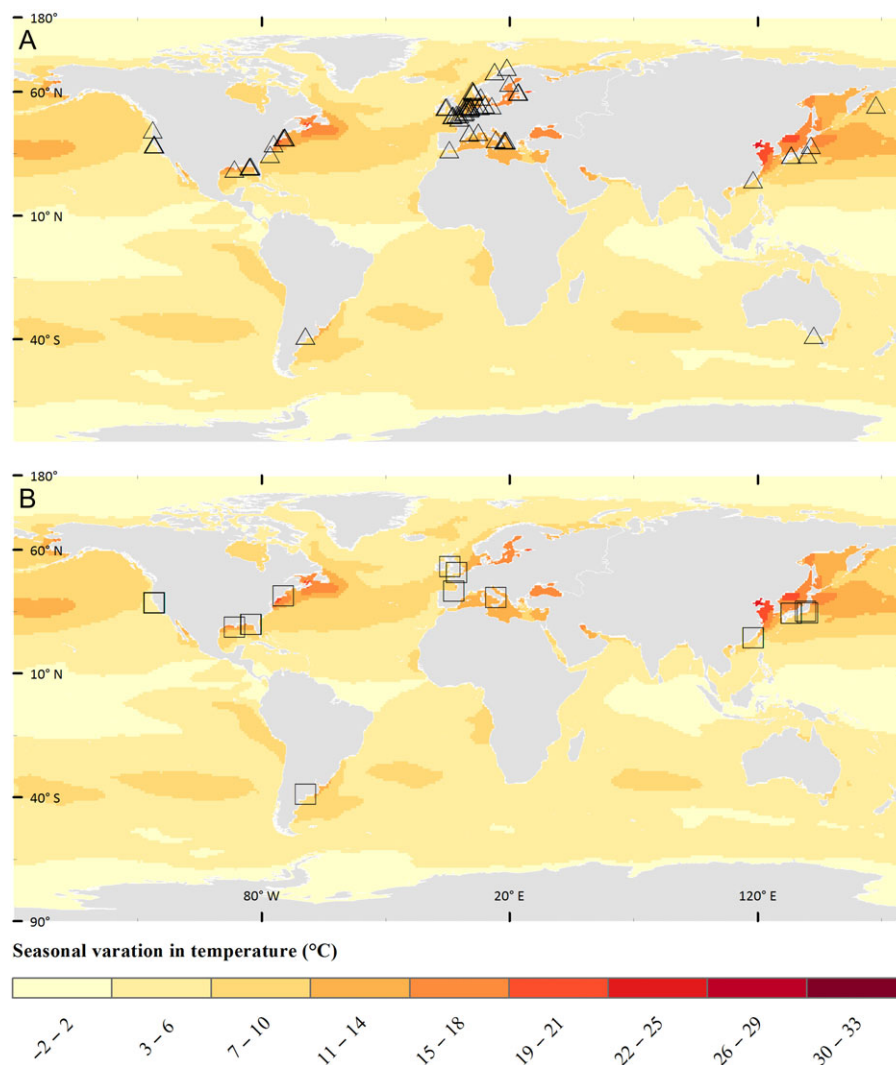 180°
A
60° N
10° N
40° S
180°
B
60° N
10° N
40° S
80° W 20° E 120° E
90°
Seasonal varation in temperature (°C)
−2 – 2 3 – 6 7 – 10 11 – 14 15 – 18 19 – 21 22 – 25 26 – 29 30 – 33